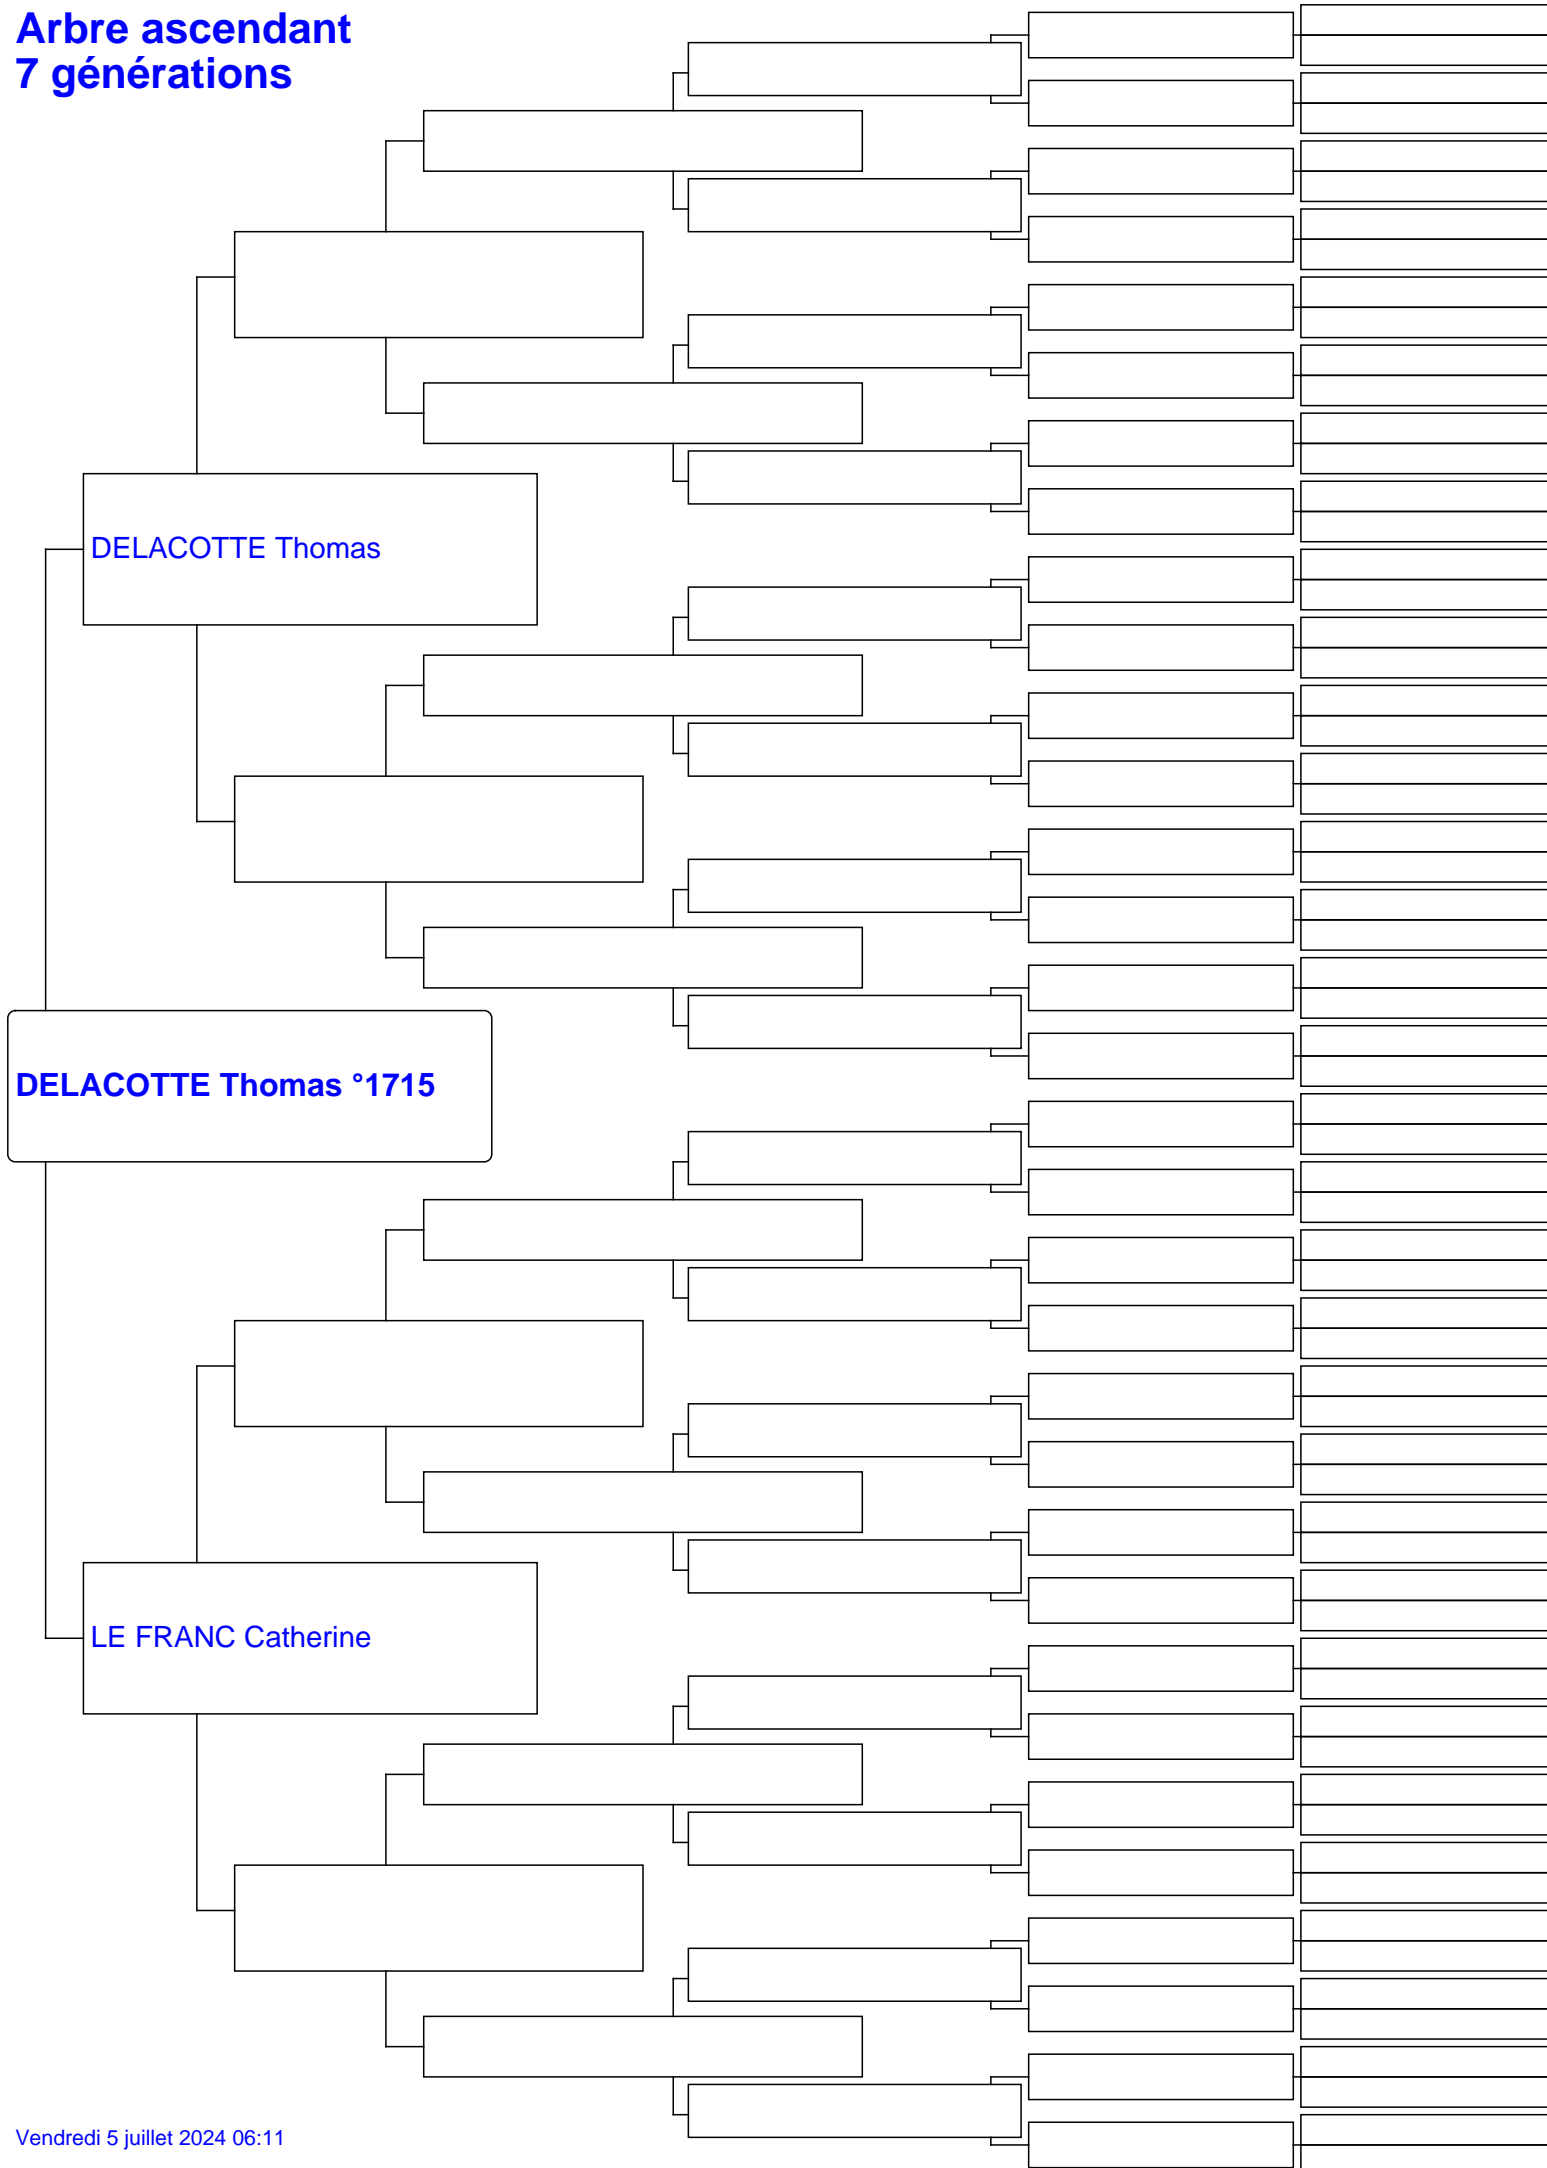 Arbre ascendant
7 générations
DELACOTTE Thomas
DELACOTTE Thomas °1715
LE FRANC Catherine
Vendredi 5 juillet 2024 06:11